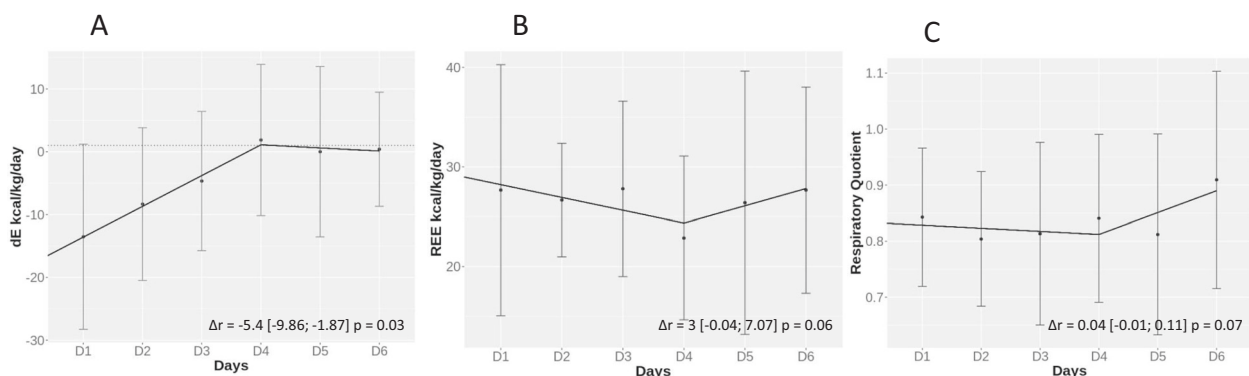 A
dE kcal/kg/day
10
0
-10
-20
-30
Δr = -5.4 [-9.86; -1.87] p = 0.03
D1 D2 D3 D4 D5 D6
Days
B
REE kcal/kg/day
40
30
20
Δr = 3 [-0.04; 7.07] p = 0.06
D1 D2 D3 D4 D5 D6
Days
C
Respiratory Quotient
1.1
1.0
0.9
0.8
0.7
Δr = 0.04 [-0.01; 0.11] p = 0.07
D1 D2 D3 D4 D5 D6
Days